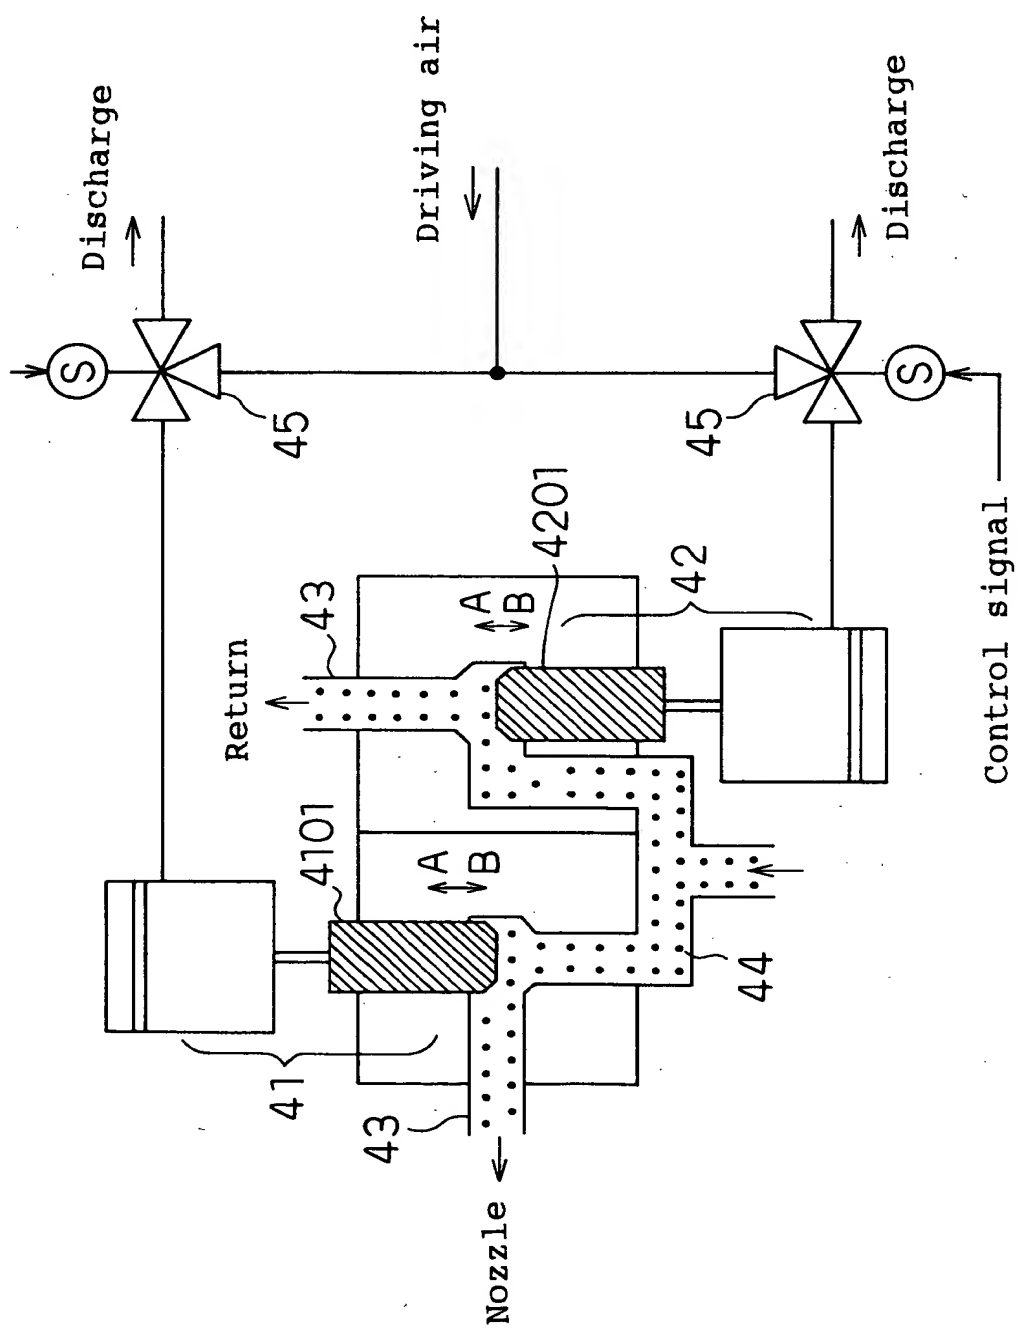 S
Discharge
Return
41
4101
43
45
43
Driving air
A
B
A
B
Nozzle
4201
42
45
44
Discharge
S
Control signal